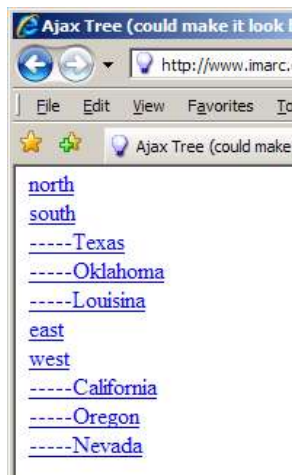 Ajax Tree (could make it look
http://www.imarc.
File Edit View Favorites
Ajax Tree (could make
north
south
-----Texas
-----Oklahoma
-----Louisina
east
west
-----California
-----Oregon
-----Nevada